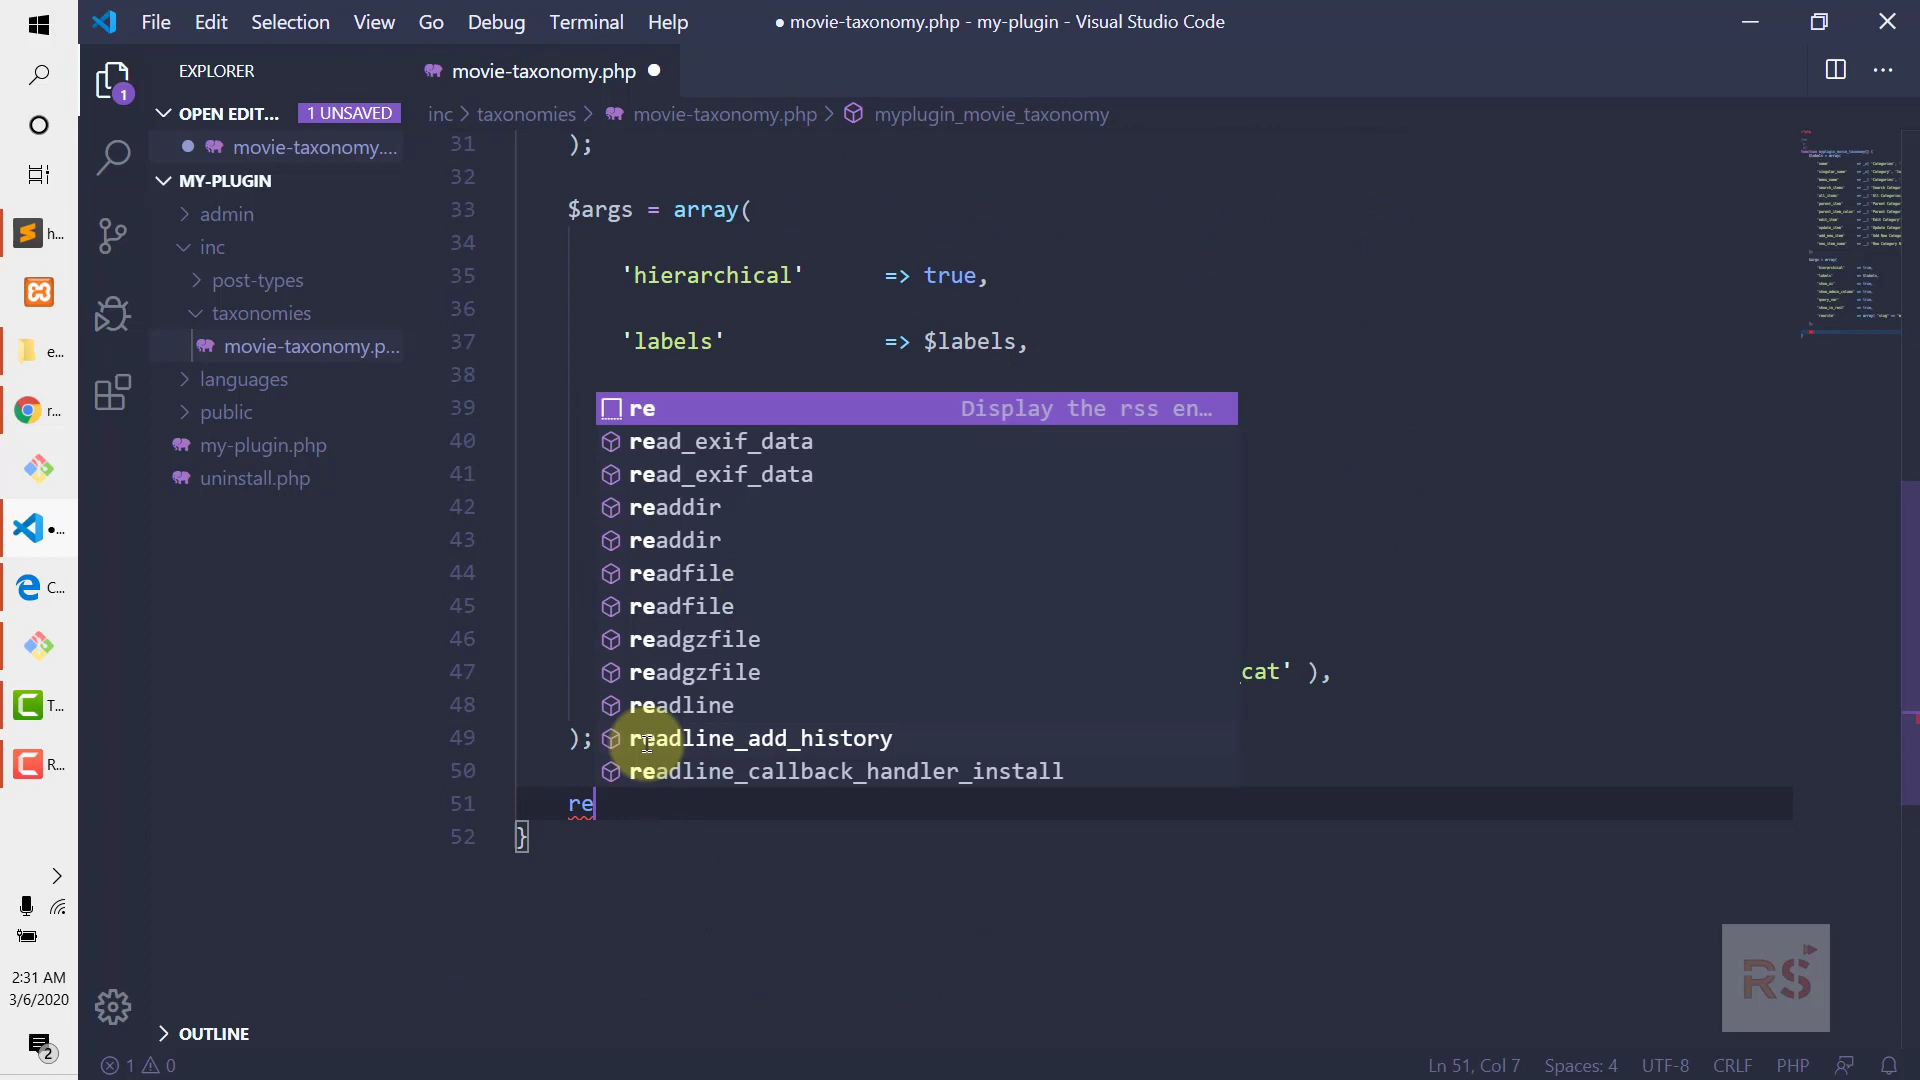 File Edit Selection View Go Debug Terminal Help
● movie-taxonomy.php - my-plugin - Visual Studio Code
EXPLORER
movie-taxonomy.php
OPEN EDIT... 1 UNSAVED
inc > taxonomies > movie-taxonomy.php > myplugin_movie_taxonomy
movie-taxonomy....
MY-PLUGIN
admin
inc
post-types
taxonomies
movie-taxonomy.p...
languages
public
my-plugin.php
uninstall.php
OUTLINE
1
h...
e...
r...
C...
T...
R...
2:31 AM
3/6/2020
2
31 );
32
33 $args = array(
34
35 'hierarchical' => true,
36
37 'labels' => $labels,
38
39
40
41
42
43
44
45
46
47 cat' ),
48
49 );
50
51 re
52 }
re Display the rss en...
read_exif_data
read_exif_data
readdir
readdir
readfile
readfile
readgzfile
readgzfile
readline
readline_add_history
readline_callback_handler_install
RS
1 0
Ln 51, Col 7 Spaces: 4 UTF-8 CRLF PHP